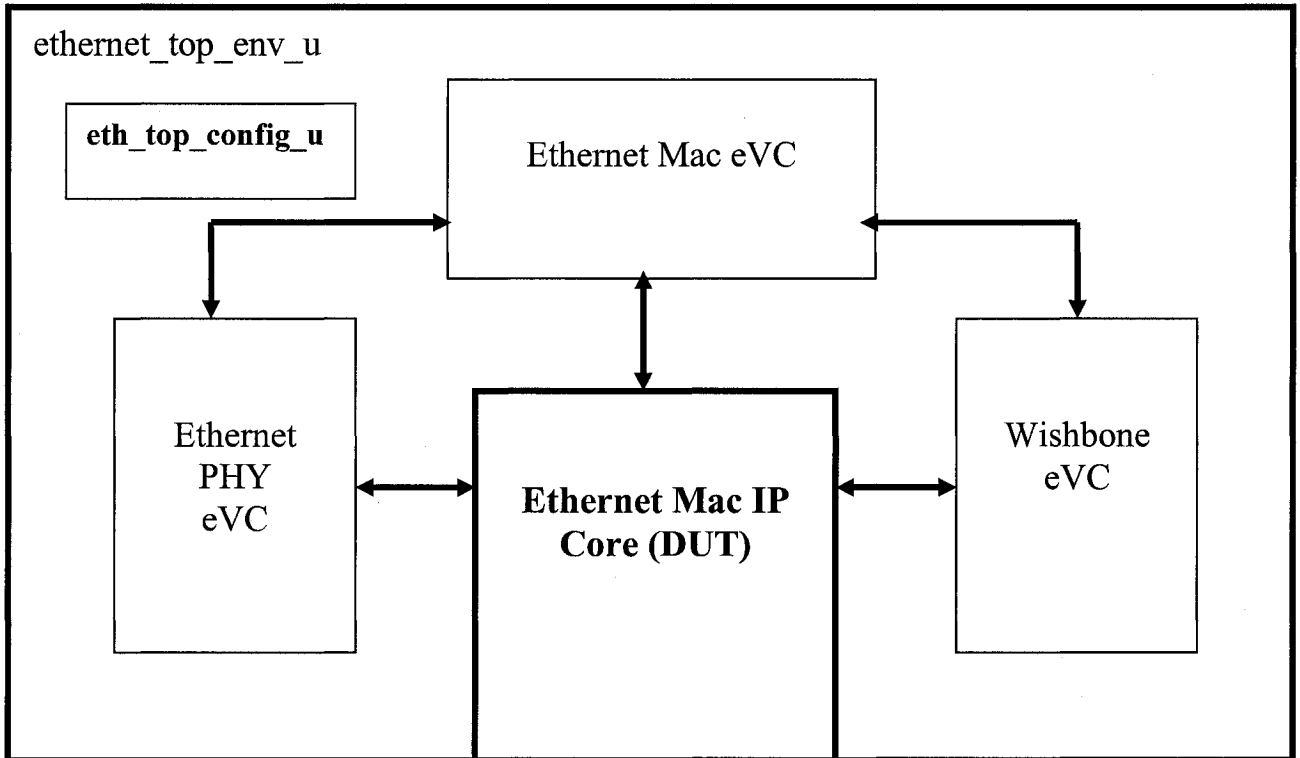 ethernet_top_env_u
eth_top_config_u
Ethernet Mac eVC
Ethernet
PHY
eVC
Ethernet Mac IP
Core (DUT)
Wishbone
eVC